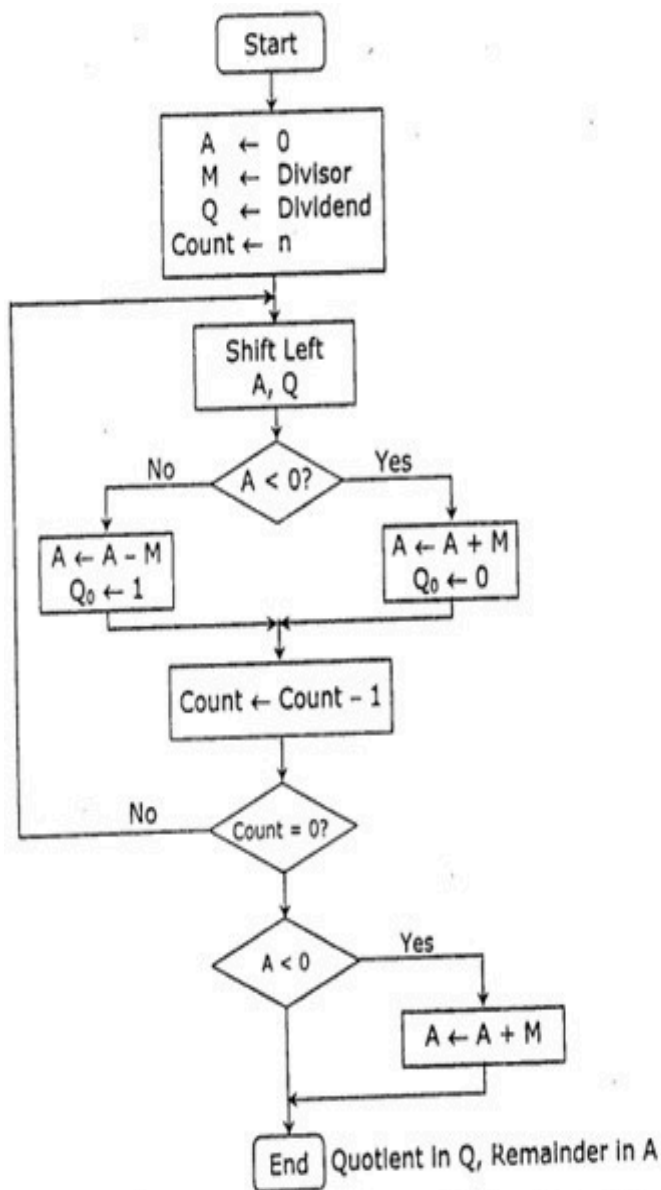 Start
A ← 0
M ← Divisor
Q ← Dividend
Count ← n
Shift Left
A, Q
No
A < 0?
Yes
A ← A – M
Q₀ ← 1
A ← A + M
Q₀ ← 0
Count ← Count – 1
No
Count = 0?
A < 0
Yes
A ← A + M
End
Quotient in Q, Remainder in A